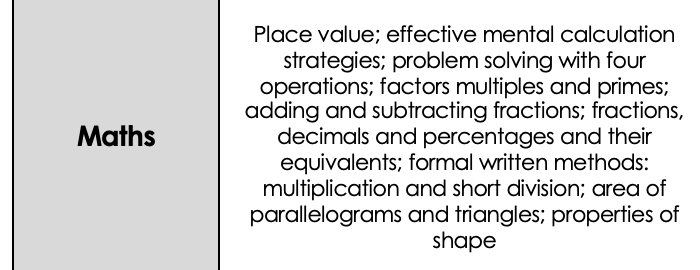 Maths
Place value; effective mental calculation
strategies; problem solving with four
operations; factors multiples and primes;
adding and subtracting fractions; fractions,
decimals and percentages and their
equivalents; formal written methods:
multiplication and short division; area of
parallelograms and triangles; properties of
shape